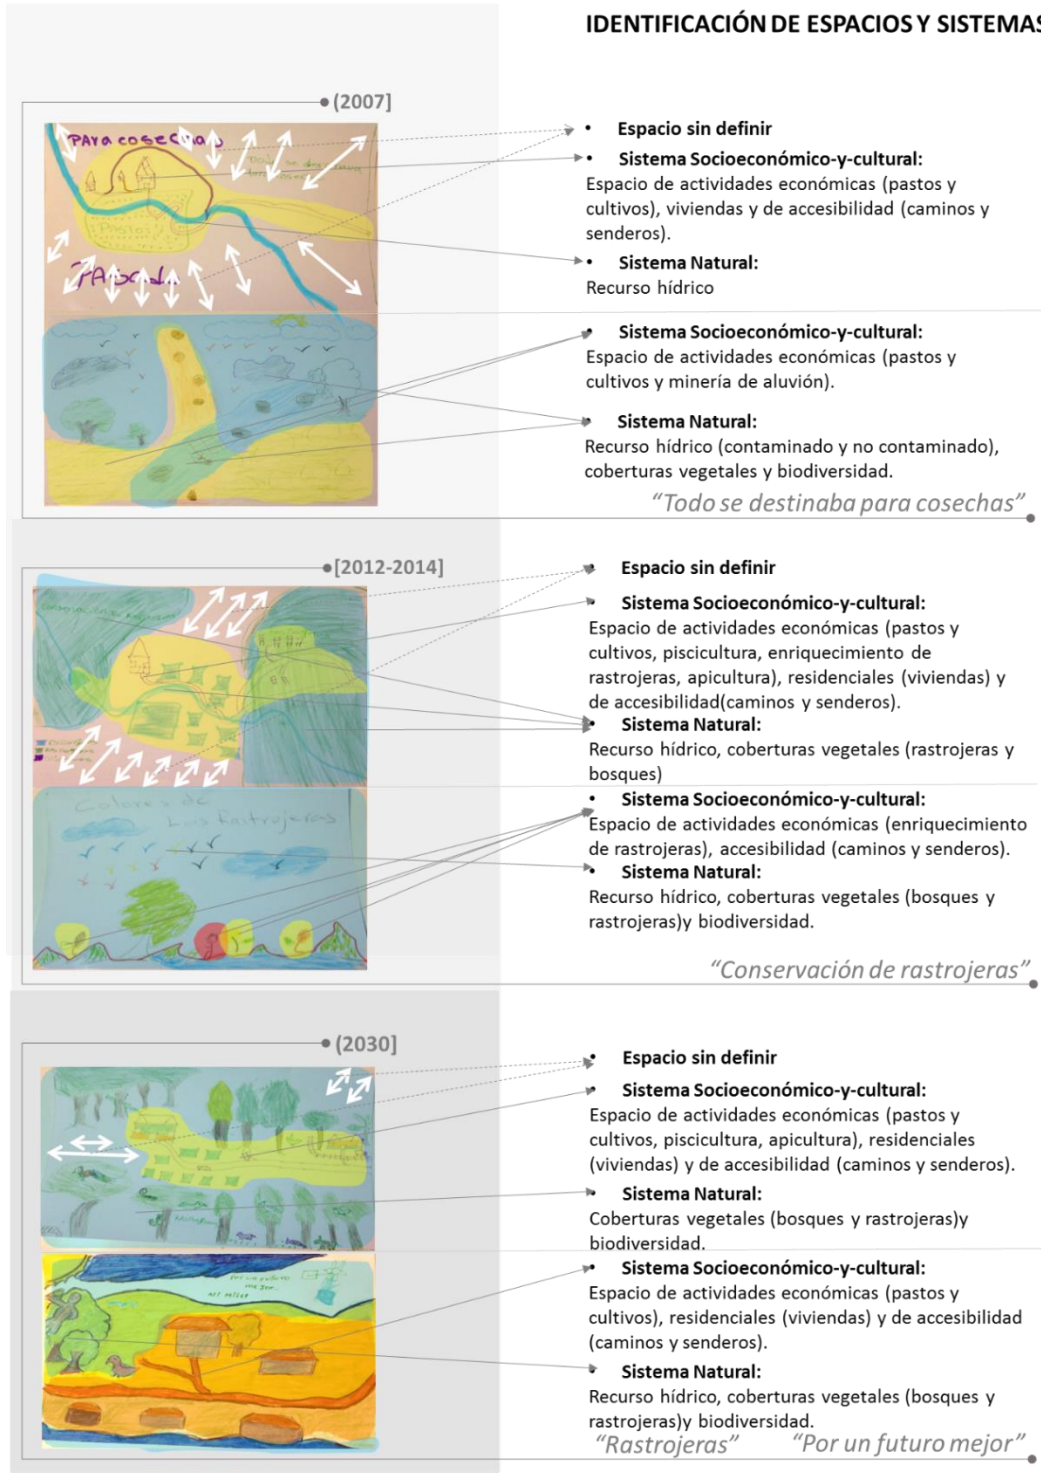 IDENTIFICACIÓN DE ESPACIOS Y SISTEMAS
(2007]
PARA cosechas
Pastos
• Espacio sin definir
• Sistema Socioeconómico-y-cultural:
Espacio de actividades económicas (pastos y
cultivos), viviendas y de accesibilidad (caminos y
senderos).
• Sistema Natural:
Recurso hídrico
• Sistema Socioeconómico-y-cultural:
Espacio de actividades económicas (pastos y
cultivos y minería de aluvión).
• Sistema Natural:
Recurso hídrico (contaminado y no contaminado),
coberturas vegetales y biodiversidad.
“Todo se destinaba para cosechas”
[2012-2014]
Colores de
Las Rastrojeras
• Espacio sin definir
• Sistema Socioeconómico-y-cultural:
Espacio de actividades económicas (pastos y
cultivos, piscicultura, enriquecimiento de
rastrojeras, apicultura), residenciales (viviendas) y
de accesibilidad(caminos y senderos).
• Sistema Natural:
Recurso hídrico, coberturas vegetales (rastrojeras y
bosques)
• Sistema Socioeconómico-y-cultural:
Espacio de actividades económicas (enriquecimiento
de rastrojeras), accesibilidad (caminos y senderos).
• Sistema Natural:
Recurso hídrico, coberturas vegetales (bosques y
rastrojeras)y biodiversidad.
“Conservación de rastrojeras”
(2030]
Por un futuro
mejor
• Espacio sin definir
• Sistema Socioeconómico-y-cultural:
Espacio de actividades económicas (pastos y
cultivos, piscicultura, apicultura), residenciales
(viviendas) y de accesibilidad (caminos y senderos).
• Sistema Natural:
Coberturas vegetales (bosques y rastrojeras)y
biodiversidad.
• Sistema Socioeconómico-y-cultural:
Espacio de actividades económicas (pastos y
cultivos), residenciales (viviendas) y de accesibilidad
(caminos y senderos).
• Sistema Natural:
Recurso hídrico, coberturas vegetales (bosques y
rastrojeras)y biodiversidad.
“Rastrojeras” “Por un futuro mejor”